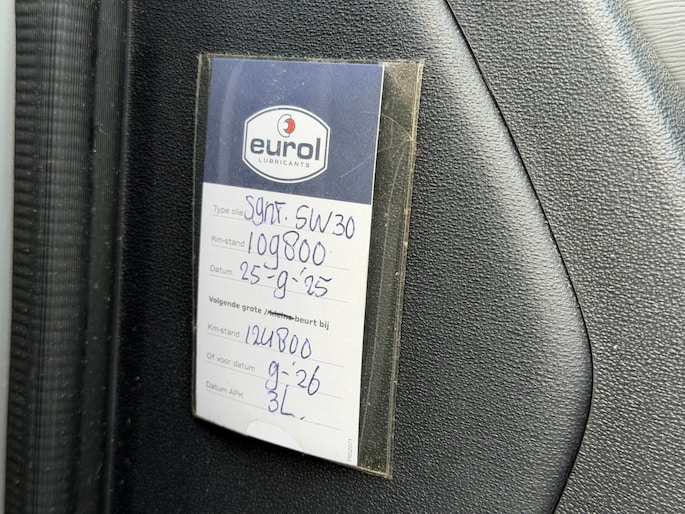 eurol
LUBRICANTS
Type olie Synt. 5W30
Km-stand 109800
Datum 25-9-'25
Volgende grote / kleine beurt bij
Km-stand 124800
Of voor datum 9-'26
Datum APK 3L.